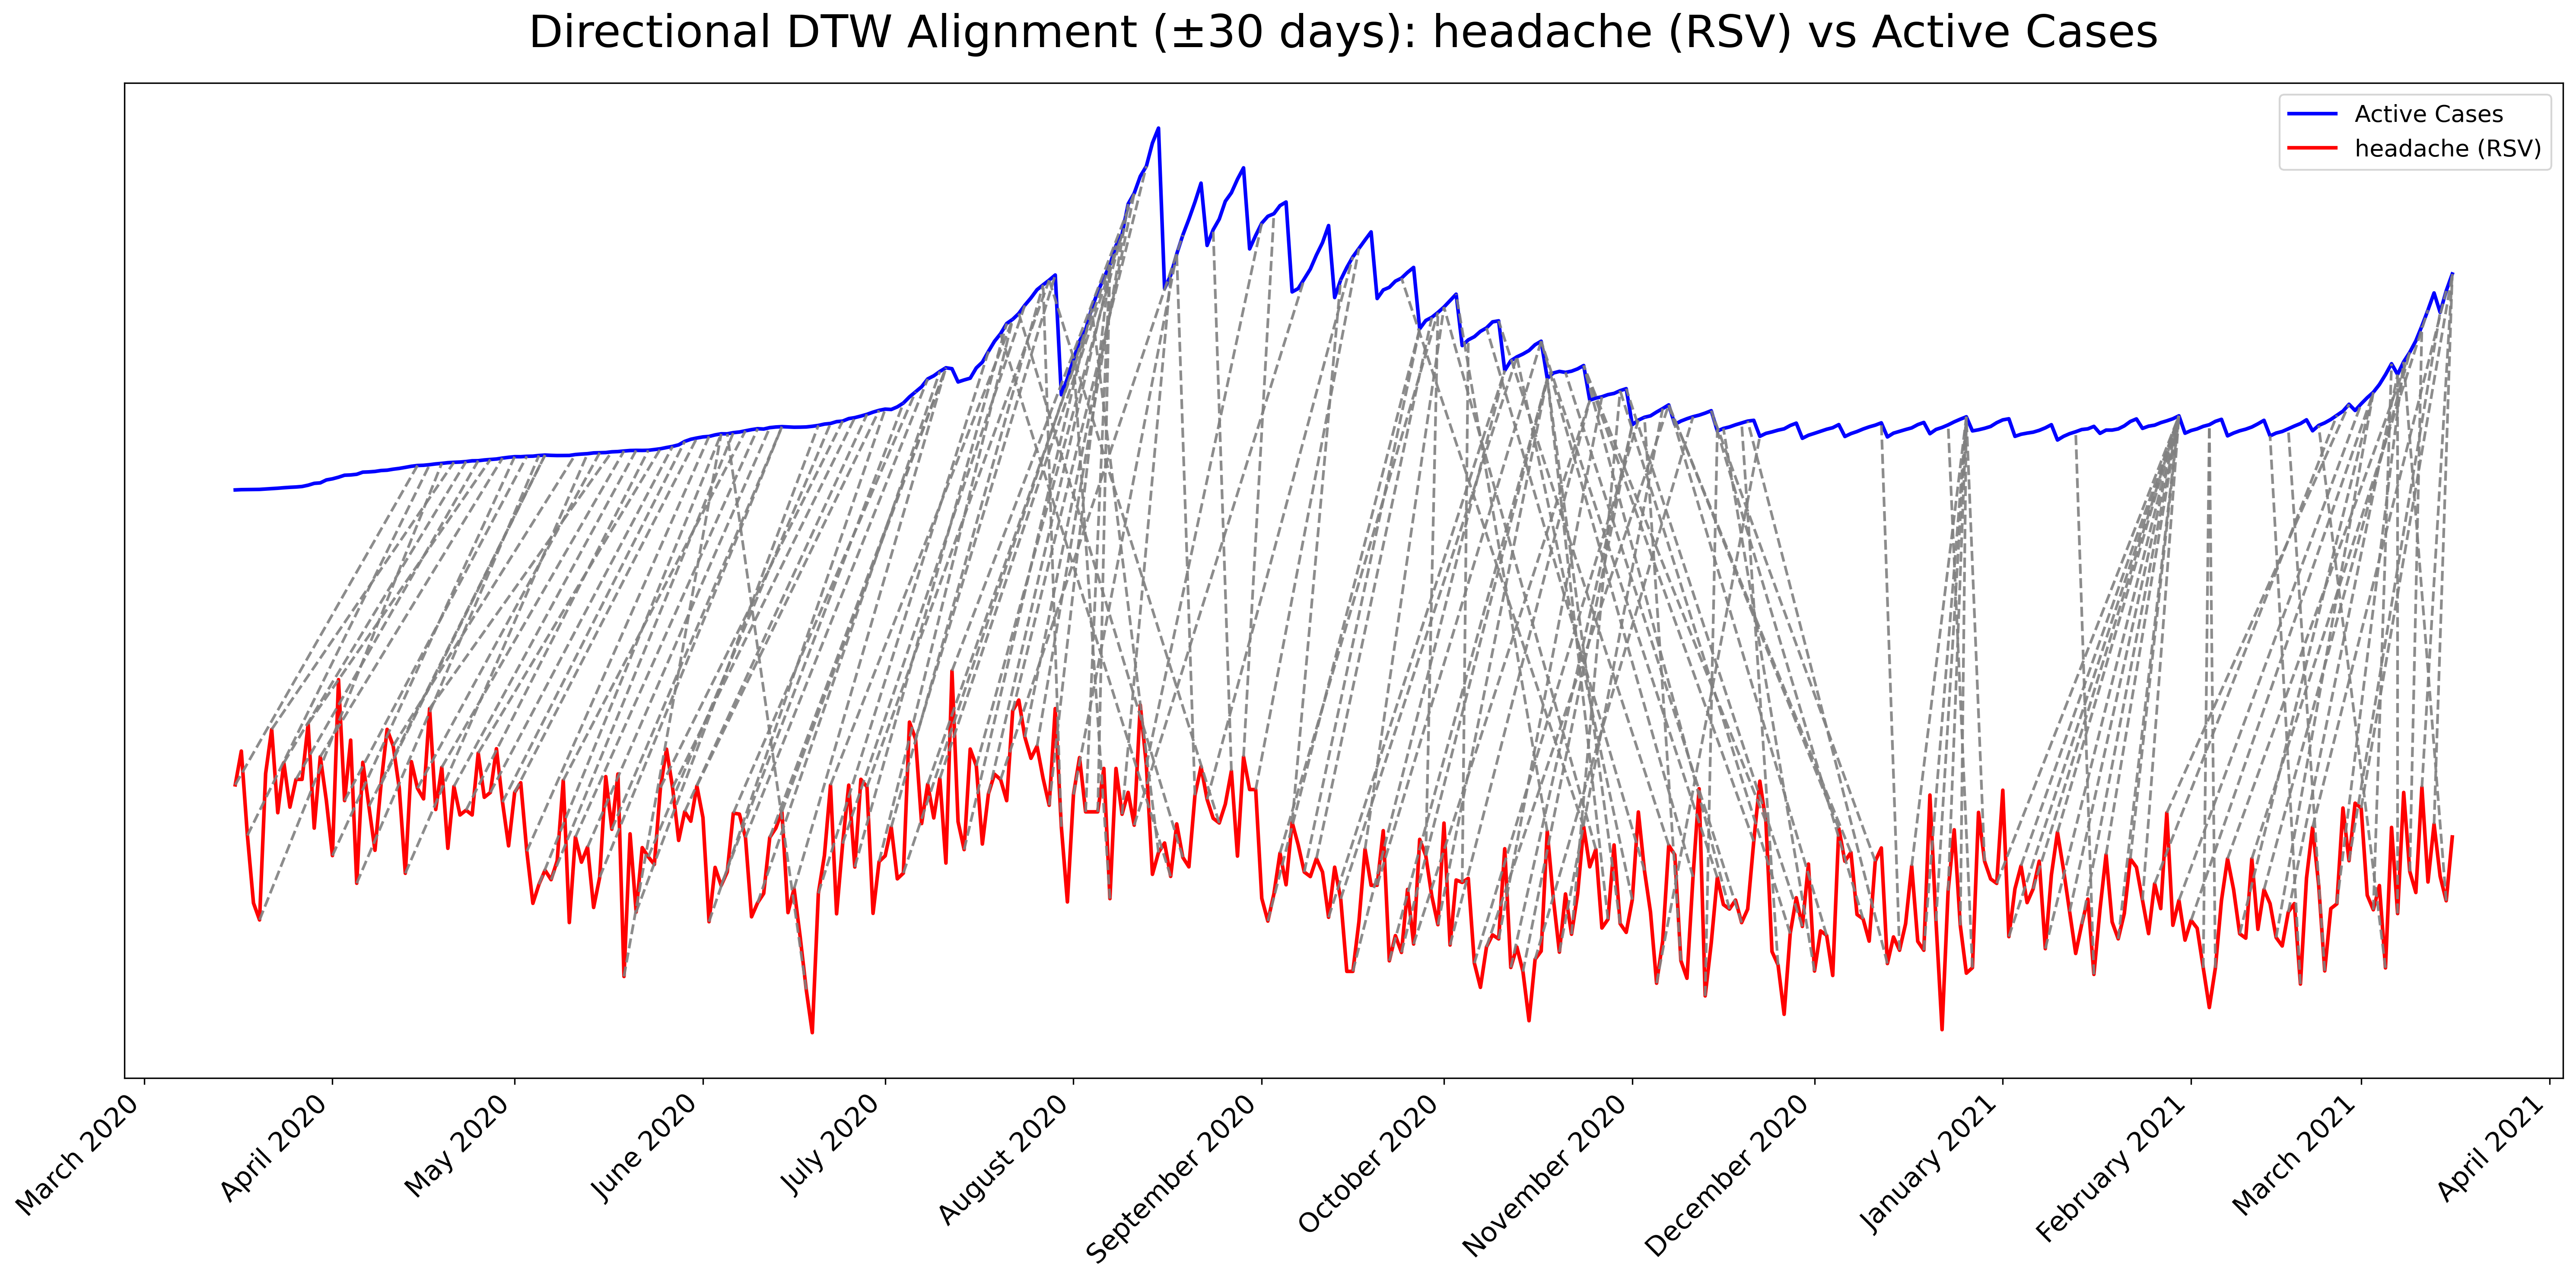 Directional DTW Alignment (±30 days): headache (RSV) vs Active Cases
Active Cases
headache (RSV)
March 2020
April 2020
May 2020
June 2020
July 2020
August 2020
September 2020
October 2020
November 2020
December 2020
January 2021
February 2021
March 2021
April 2021